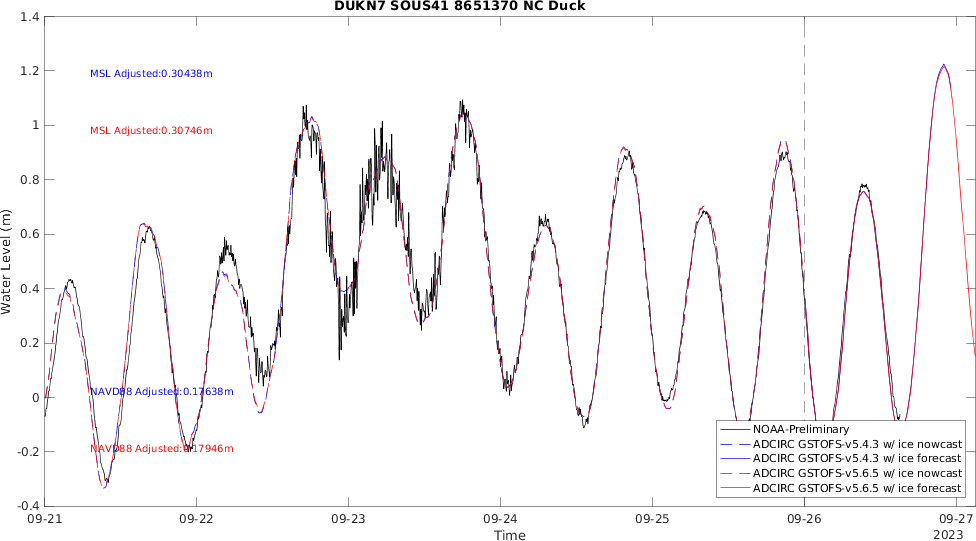 DUKN7 SOUS41 8651370 NC Duck
1.4
1.2
1
0.8
0.6
0.4
0.2
0
-0.2
-0.4
Water Level (m)
MSL Adjusted:0.30438m
MSL Adjusted:0.30746m
NAVD88 Adjusted:0.17638m
NAVD88 Adjusted:0.17946m
NOAA-Preliminary
ADCIRC GSTOFS-v5.4.3 w/ ice nowcast
ADCIRC GSTOFS-v5.4.3 w/ ice forecast
ADCIRC GSTOFS-v5.6.5 w/ ice nowcast
ADCIRC GSTOFS-v5.6.5 w/ ice forecast
09-21 09-22 09-23 09-24 09-25 09-26 09-27
Time
2023